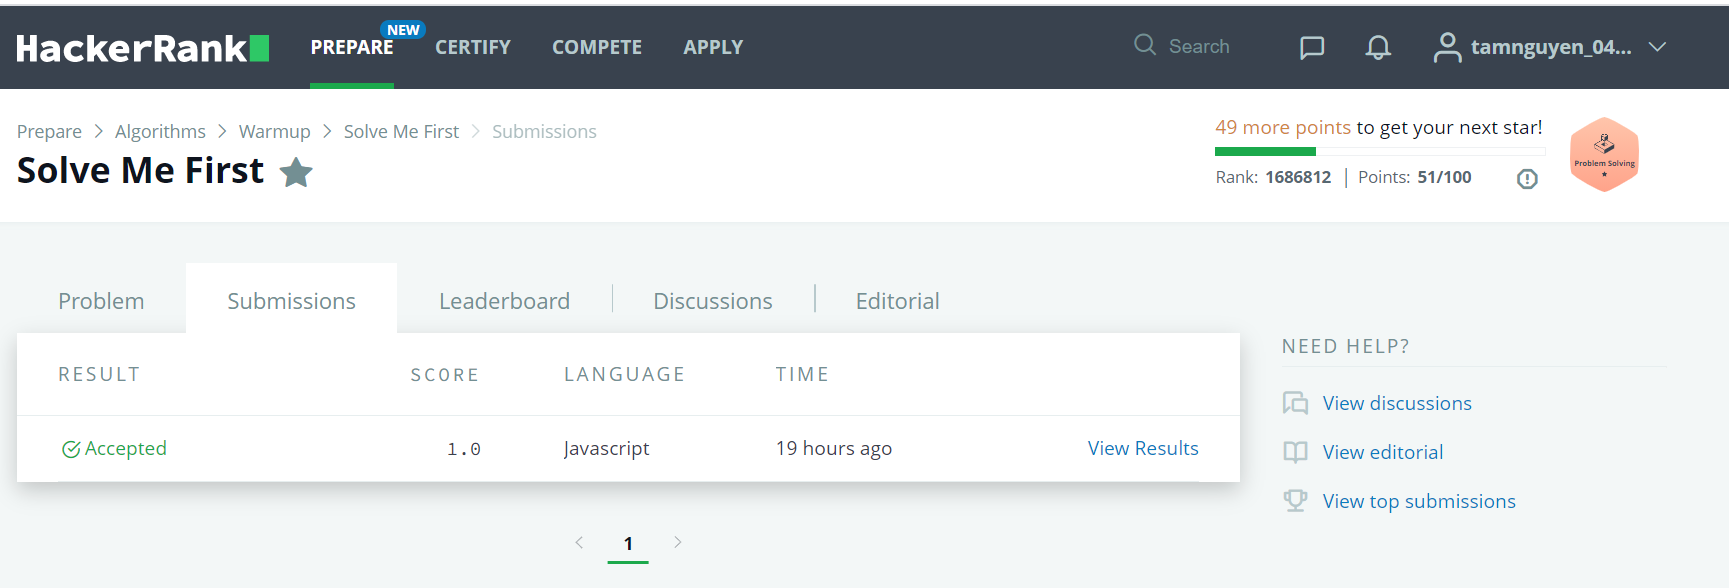 HackerRank PREPARE NEW CERTIFY COMPETE APPLY Search tamnguyen_04...
Prepare Algorithms Warmup Solve Me First Submissions
Solve Me First
49 more points to get your next star!
Rank: 1686812 | Points: 51/100
Problem Solving
Problem Submissions Leaderboard Discussions Editorial
RESULT SCORE LANGUAGE TIME
Accepted 1.0 Javascript 19 hours ago View Results
1
NEED HELP?
View discussions
View editorial
View top submissions